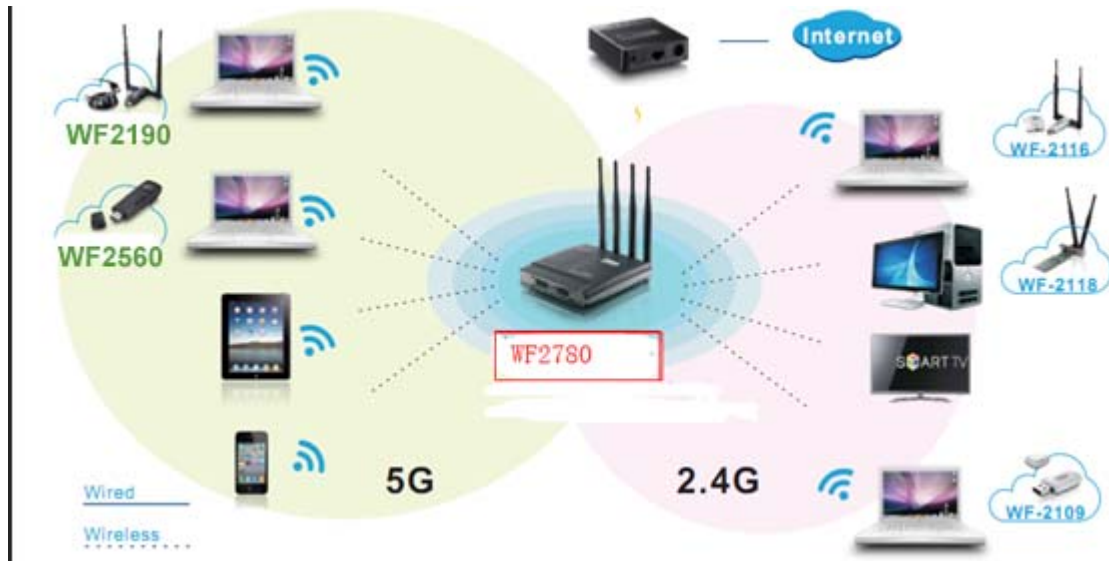 Internet
WF2190
WF-2116
WF2560
WF-2118
WF2780
SMART TV
5G
2.4G
Wired
Wireless
WF-2109